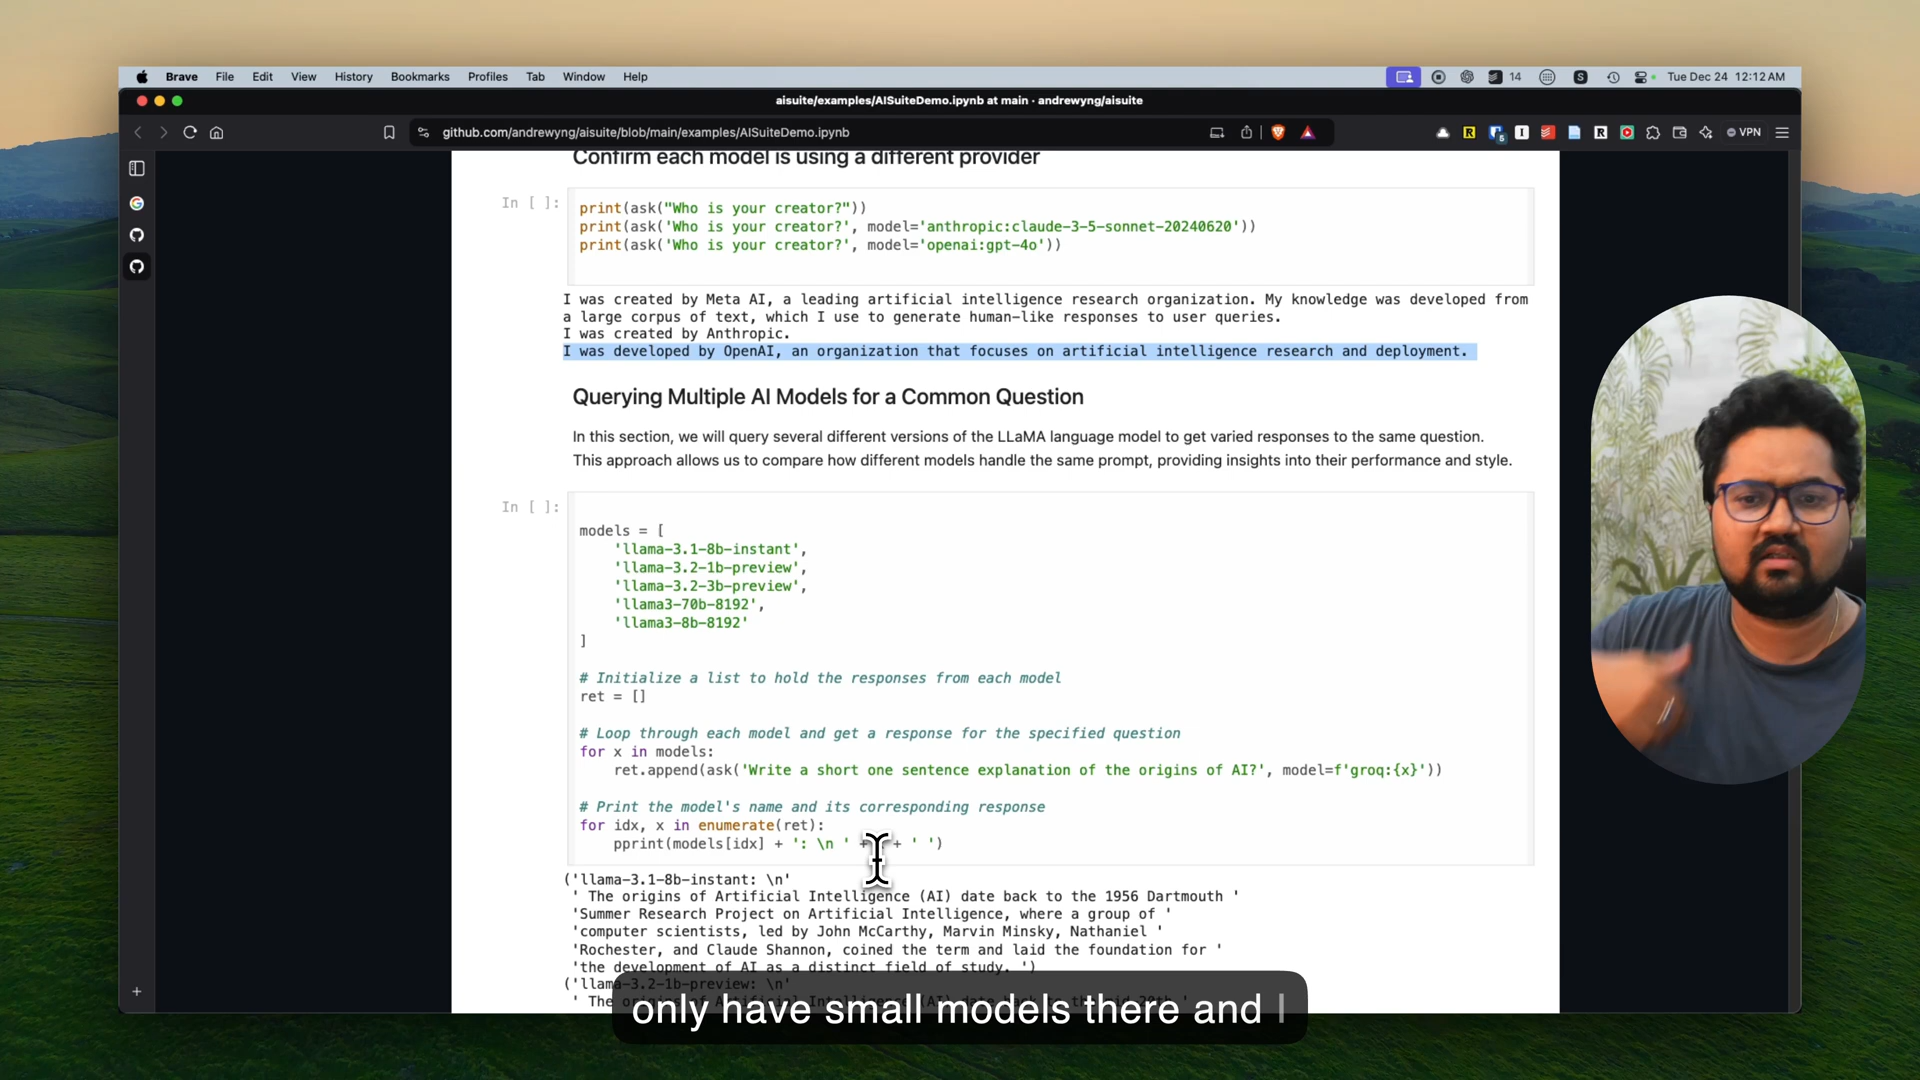 Brave File Edit View History Bookmarks Profiles Tab Window Help 14 S Tue Dec 24 12:12 AM
aisuite/examples/AISuiteDemo.ipynb at main · andrewyng/aisuite
github.com/andrewyng/aisuite/blob/main/examples/AISuiteDemo.ipynb VPN
Confirm each model is using a different provider
In [ ]:
print(ask("Who is your creator?"))
print(ask('Who is your creator?', model='anthropic:claude-3-5-sonnet-20240620'))
print(ask('Who is your creator?', model='openai:gpt-4o'))
I was created by Meta AI, a leading artificial intelligence research organization. My knowledge was developed from
a large corpus of text, which I use to generate human-like responses to user queries.
I was created by Anthropic.
I was developed by OpenAI, an organization that focuses on artificial intelligence research and deployment.
Querying Multiple AI Models for a Common Question
In this section, we will query several different versions of the LLaMA language model to get varied responses to the same question.
This approach allows us to compare how different models handle the same prompt, providing insights into their performance and style.
In [ ]:
models = [
'llama-3.1-8b-instant',
'llama-3.2-1b-preview',
'llama-3.2-3b-preview',
'llama3-70b-8192',
'llama3-8b-8192'
]
# Initialize a list to hold the responses from each model
ret = []
# Loop through each model and get a response for the specified question
for x in models:
ret.append(ask('Write a short one sentence explanation of the origins of AI?', model=f'groq:{x}'))
# Print the model's name and its corresponding response
for idx, x in enumerate(ret):
pprint(models[idx] + ': \n ' + + ' ')
('llama-3.1-8b-instant: \n'
' The origins of Artificial Intelligence (AI) date back to the 1956 Dartmouth '
'Summer Research Project on Artificial Intelligence, where a group of '
'computer scientists, led by John McCarthy, Marvin Minsky, Nathaniel '
'Rochester, and Claude Shannon, coined the term and laid the foundation for '
'the development of AI as a distinct field of study. ')
('llama-3.2-1b-preview: \n'
' The
only have small models there and I